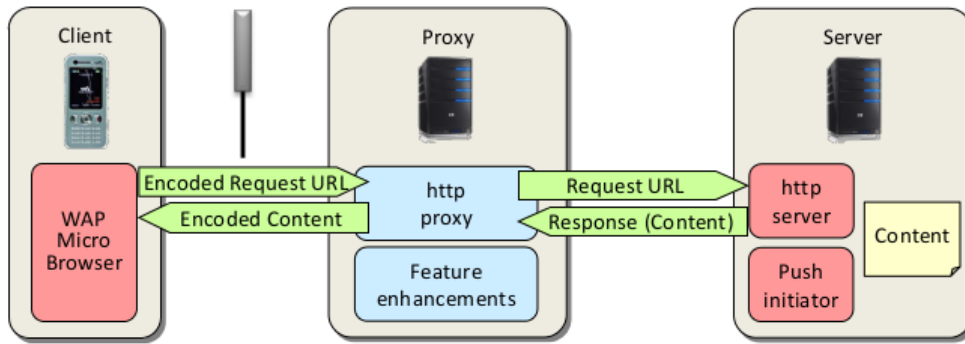 Client
Proxy
Server
WAP
Micro
Browser
Encoded Request URL
Encoded Content
http
proxy
Feature
enhancements
Request URL
Response (Content)
http
server
Push
initiator
Content